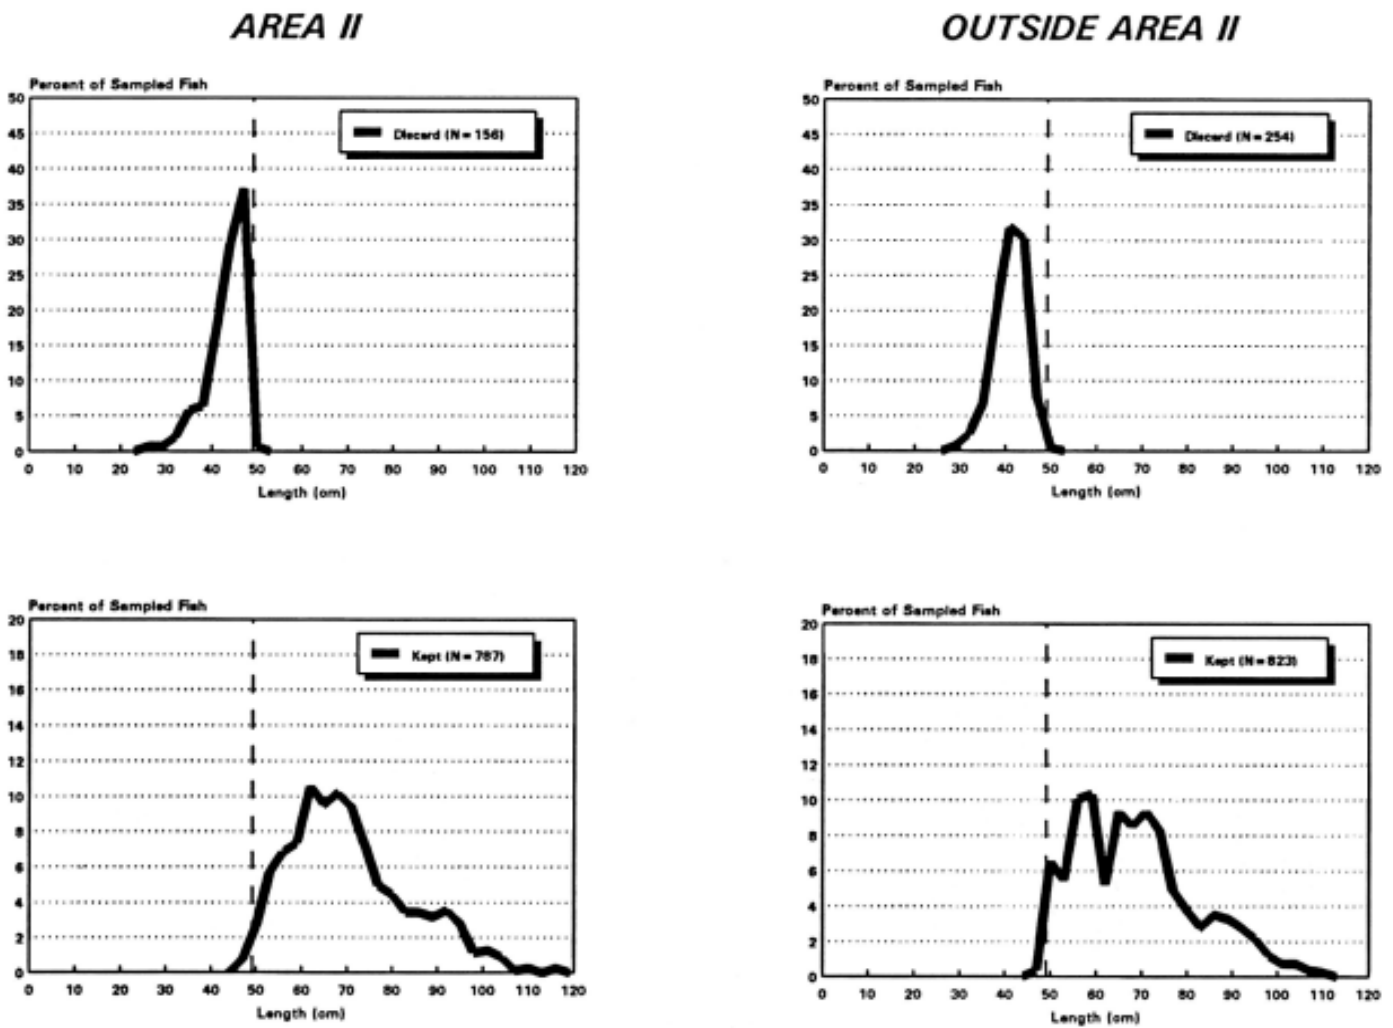 AREA II
OUTSIDE AREA II
Percent of Sampled Fish
50
45
40
35
30
25
20
15
10
5
0
Discard (N = 156)
0 10 20 30 40 50 60 70 80 90 100 110 120
Length (cm)
Percent of Sampled Fish
50
45
40
35
30
25
20
15
10
5
0
Discard (N = 254)
0 10 20 30 40 50 60 70 80 90 100 110 120
Length (cm)
Percent of Sampled Fish
20
18
16
14
12
10
8
6
4
2
0
Kept (N = 787)
0 10 20 30 40 50 60 70 80 90 100 110 120
Length (cm)
Percent of Sampled Fish
20
18
16
14
12
10
8
6
4
2
0
Kept (N = 823)
0 10 20 30 40 50 60 70 80 90 100 110 120
Length (cm)